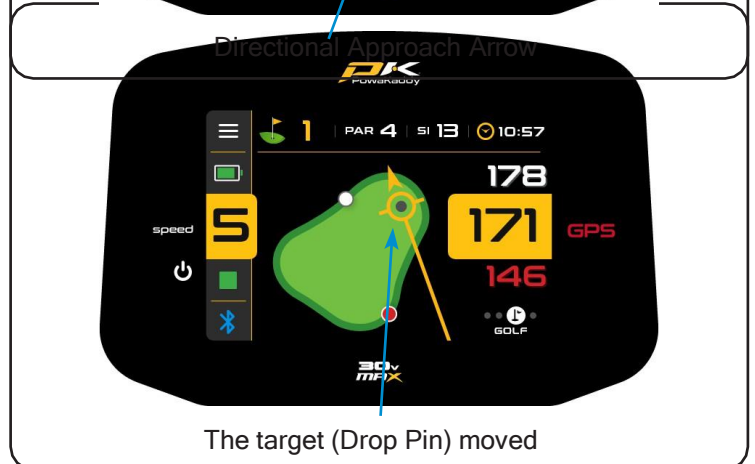 Directional Approach Arrow
PK
PowaKaddy
1 PAR 4 SI 13 10:57
178
speed 5 171 GPS
146
GOLF
30v
MAX
The target (Drop Pin) moved